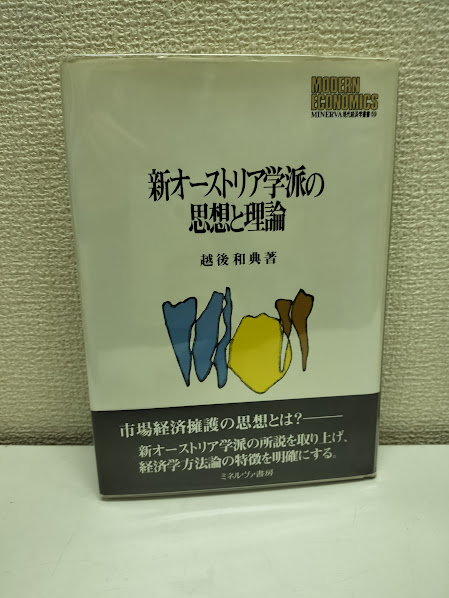 MODERN
ECONOMICS
MINERVA現代経済学叢書
新オーストリア学派の
思想と理論
越後和典著
市場経済擁護の思想とは?——
新オーストリア学派の所説を取り上げ、
経済学方法論の特徴を明確にする。
ミネルヴァ書房